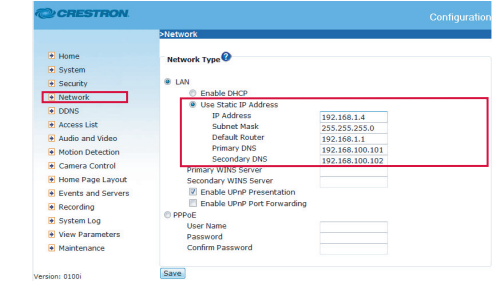 CRESTRON.
Configuration
>Network
Home
System
Security
Network
DDNS
Access List
Audio and Video
Motion Detection
Camera Control
Home Page Layout
Events and Servers
Recording
System Log
View Parameters
Maintenance
Version: 0100i
Network Type ?
LAN
Enable DHCP
Use Static IP Address
IP Address 192.168.1.4
Subnet Mask 255.255.255.0
Default Router 192.168.1.1
Primary DNS 192.168.100.101
Secondary DNS 192.168.100.102
Primary WINS Server
Secondary WINS Server
Enable UPnP Presentation
Enable UPnP Port Forwarding
PPPoE
User Name
Password
Confirm Password
Save